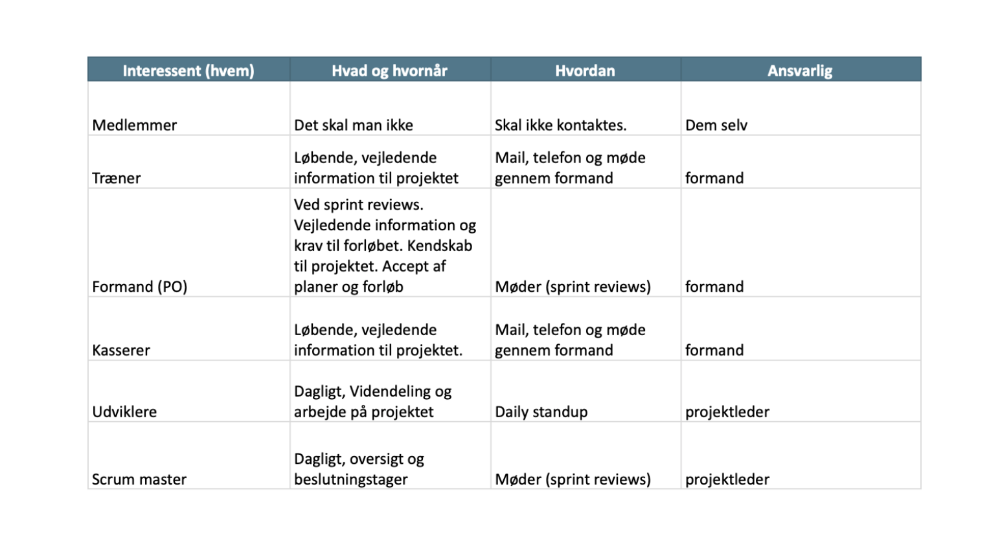 Interessent (hvem) Hvad og hvornår Hvordan Ansvarlig
Medlemmer Det skal man ikke Skal ikke kontaktes. Dem selv
Træner Løbende, vejledende information til projektet Mail, telefon og møde gennem formand formand
Formand (PO) Ved sprint reviews. Vejledende information og krav til forløbet. Kendskab til projektet. Accept af planer og forløb Møder (sprint reviews) formand
Kasserer Løbende, vejledende information til projektet. Mail, telefon og møde gennem formand formand
Udviklere Dagligt, Videndeling og arbejde på projektet Daily standup projektleder
Scrum master Dagligt, oversigt og beslutningstager Møder (sprint reviews) projektleder